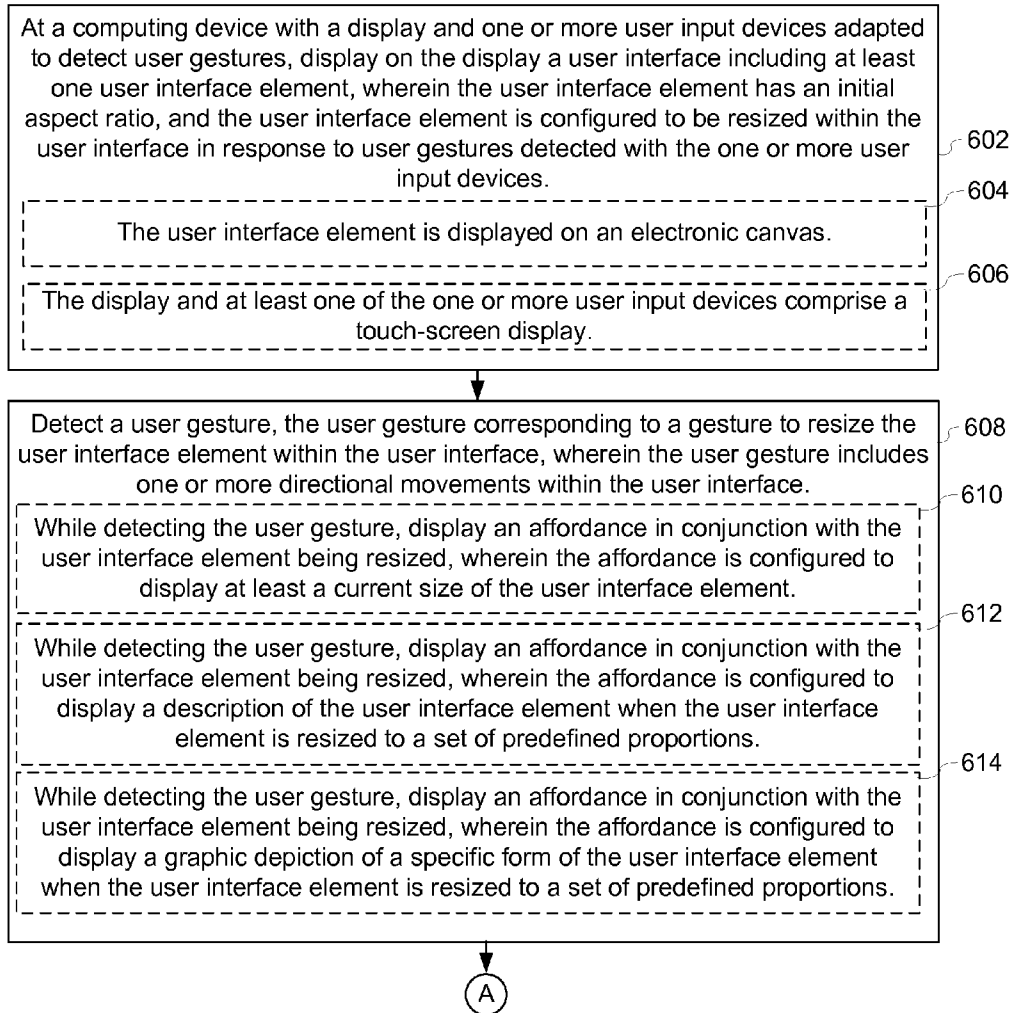 At a computing device with a display and one or more user input devices adapted
to detect user gestures, display on the display a user interface including at least
one user interface element, wherein the user interface element has an initial
aspect ratio, and the user interface element is configured to be resized within the
user interface in response to user gestures detected with the one or more user
input devices.
602
604
The user interface element is displayed on an electronic canvas.
606
The display and at least one of the one or more user input devices comprise a
touch-screen display.
Detect a user gesture, the user gesture corresponding to a gesture to resize the
user interface element within the user interface, wherein the user gesture includes
one or more directional movements within the user interface.
608
610
While detecting the user gesture, display an affordance in conjunction with the
user interface element being resized, wherein the affordance is configured to
display at least a current size of the user interface element.
612
While detecting the user gesture, display an affordance in conjunction with the
user interface element being resized, wherein the affordance is configured to
display a description of the user interface element when the user interface
element is resized to a set of predefined proportions.
614
While detecting the user gesture, display an affordance in conjunction with the
user interface element being resized, wherein the affordance is configured to
display a graphic depiction of a specific form of the user interface element
when the user interface element is resized to a set of predefined proportions.
A